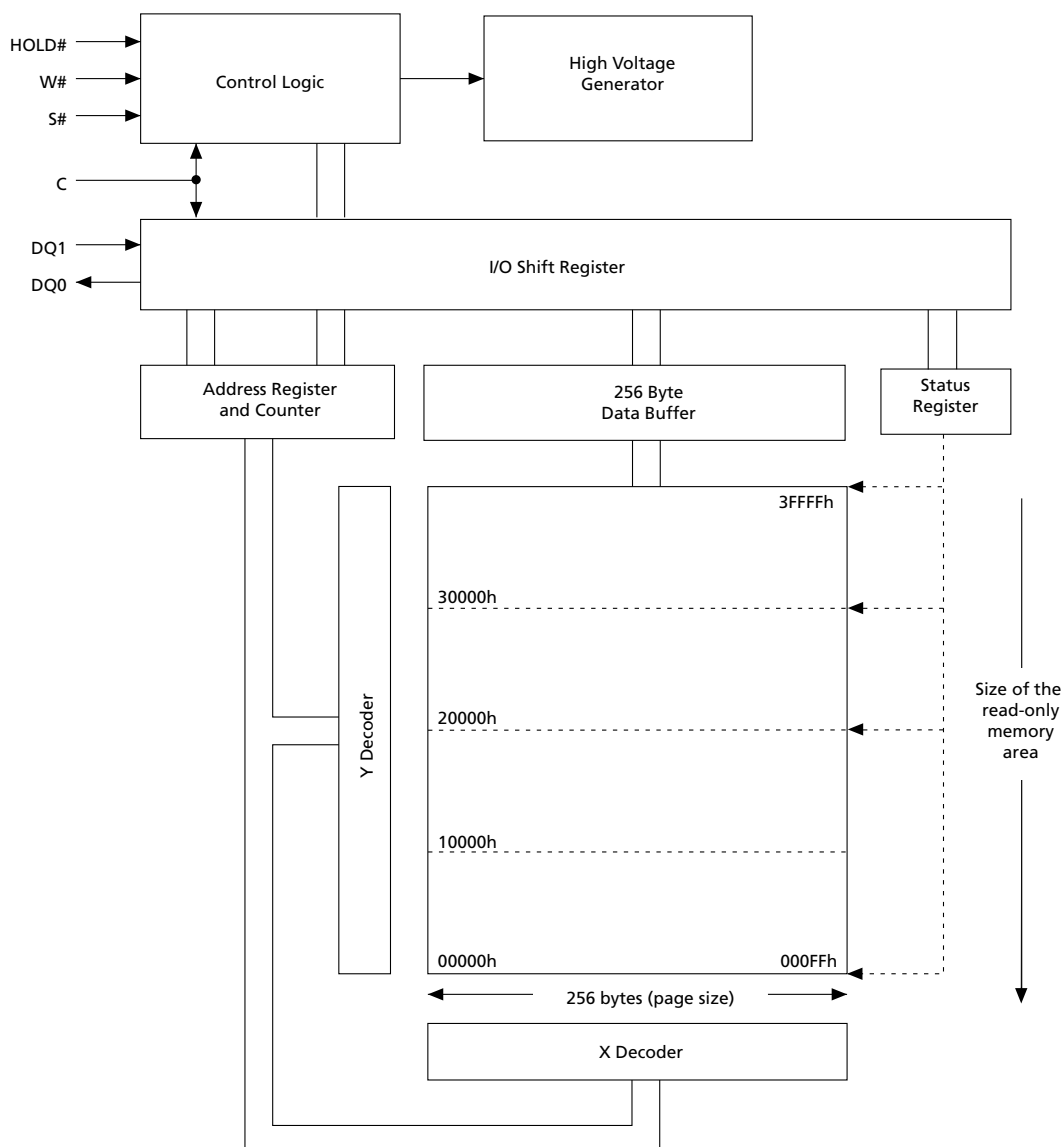 HOLD#
W#
S#
C
Control Logic
High Voltage
Generator
DQ1
DQ0
I/O Shift Register
Address Register
and Counter
256 Byte
Data Buffer
Status
Register
Y Decoder
3FFFFh
30000h
20000h
10000h
00000h
000FFh
Size of the
read-only
memory
area
256 bytes (page size)
X Decoder